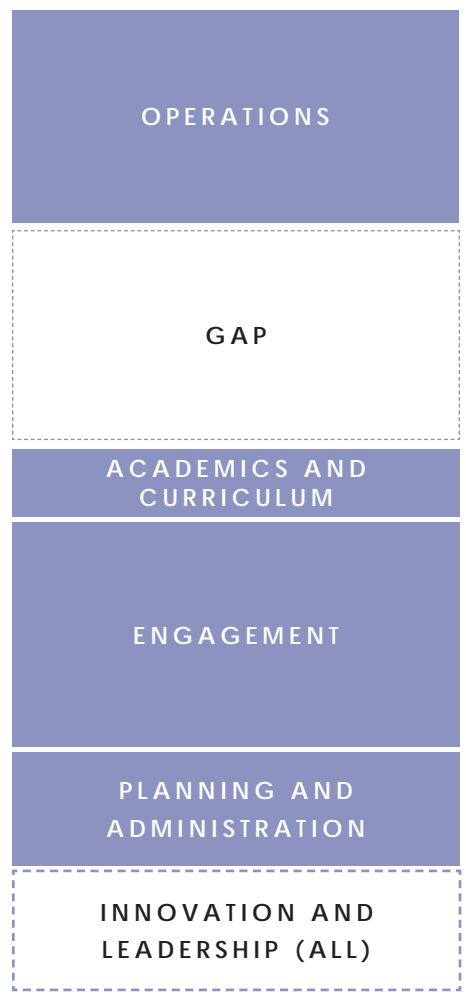 OPERATIONS
GAP
ACADEMICS AND
CURRICULUM
ENGAGEMENT
PLANNING AND
ADMINISTRATION
INNOVATION AND
LEADERSHIP (ALL)